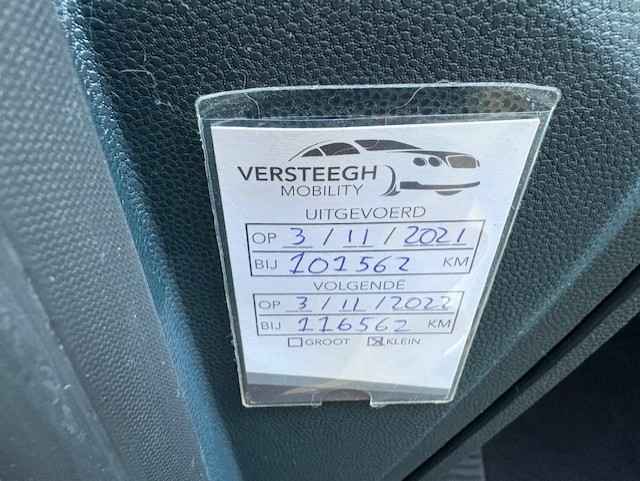 VERSTEEGH
MOBILITY
UITGEVOERD
OP 3 / 11 / 2021
BIJ 101562 KM
VOLGENDE
OP 3 / 11 / 2022
BIJ 116562 KM
GROOT KLEIN